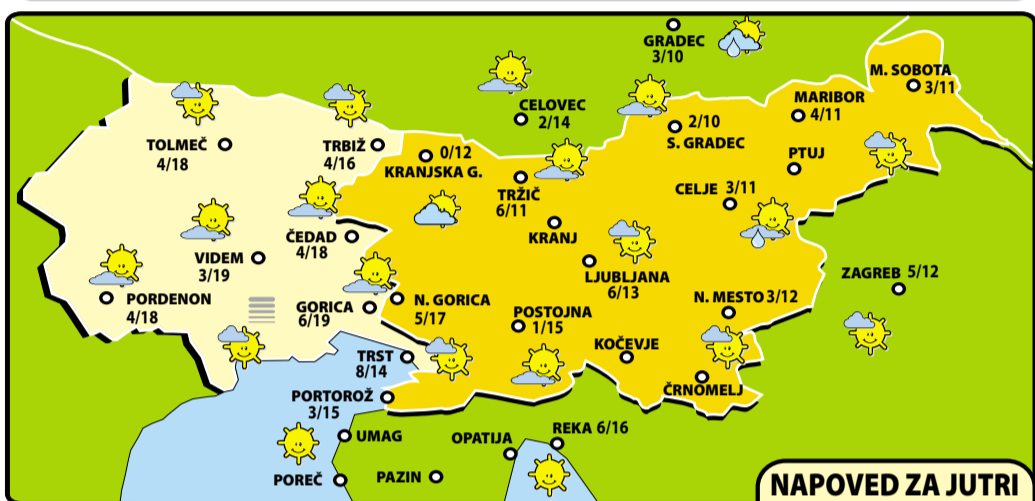 GRADEC
3/10
M. SOBOTA
3/11
MARIBOR
4/11
CELOVEC
2/14
2/10
S. GRADEC
TOLMEČ
4/18
TRBIŽ
4/16
0/12
KRANJSKA G.
PTUJ
TRŽIČ
6/11
CELJE 3/11
KRANJ
ČEDAD
4/18
VIDEM
3/19
LJUBLJANA
6/13
ZAGREB 5/12
PORDENON
4/18
GORICA
6/19
N. GORICA
5/17
N. MESTO 3/12
POSTOJNA
1/15
KOČEVJE
TRST
8/14
ČRNOMELJ
PORTOROŽ
3/15
UMAG
OPATIJA
REKA 6/16
POREČ
PAZIN
NAPOVED ZA JUTRI